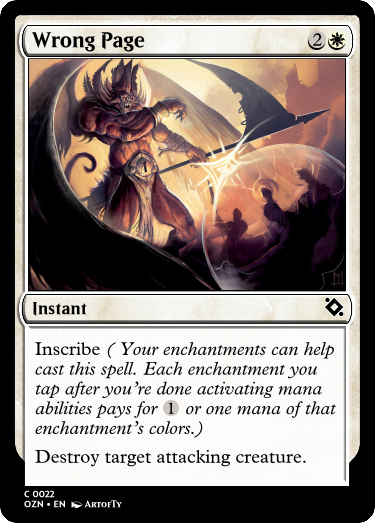 Wrong Page 2
Instant
Inscribe ( Your enchantments can help
cast this spell. Each enchantment you
tap after you're done activating mana
abilities pays for 1 or one mana of that
enchantment's colors.)
Destroy target attacking creature.
C 0022
OZN • EN ArtofTy